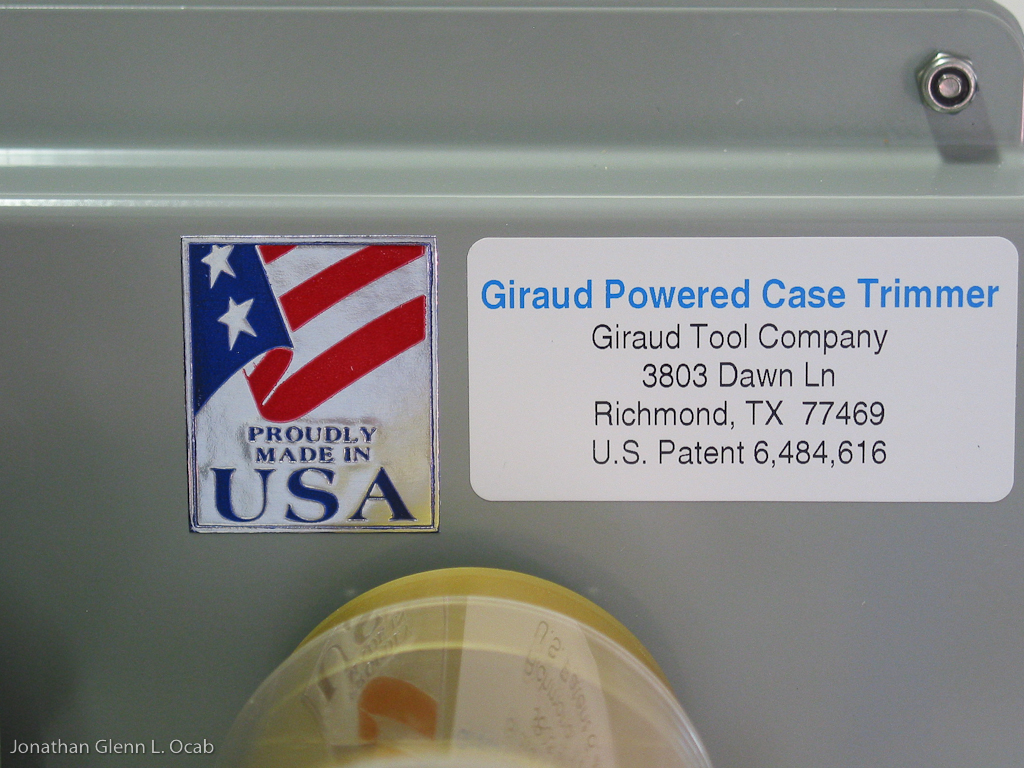 PROUDLY
MADE IN
USA
Giraud Powered Case Trimmer
Giraud Tool Company
3803 Dawn Ln
Richmond, TX 77469
U.S. Patent 6,484,616
Jonathan Glenn L. Ocab